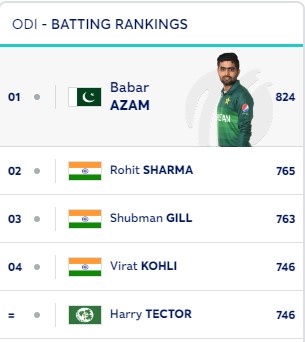 ODI - BATTING RANKINGS
01 Babar AZAM 824
02 Rohit SHARMA 765
03 Shubman GILL 763
04 Virat KOHLI 746
= Harry TECTOR 746